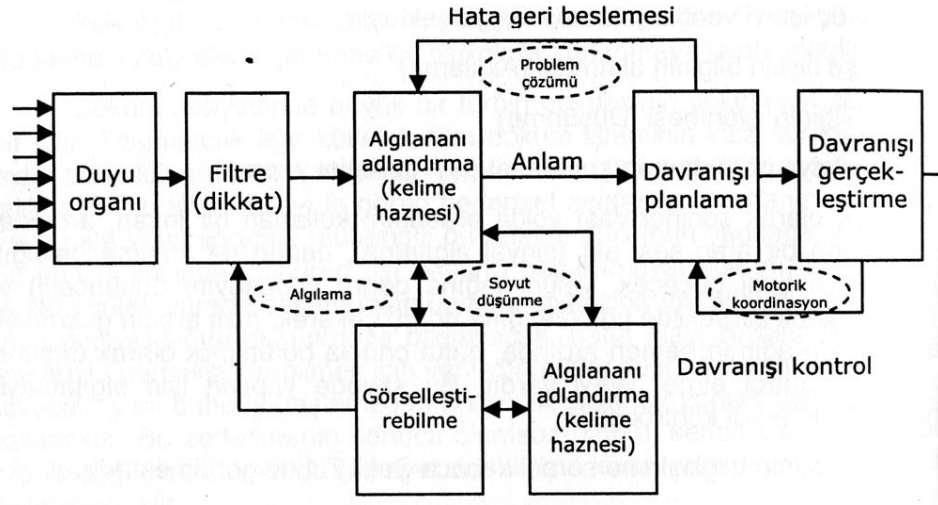 Hata geri beslemesi
Problem
çözümü
Duyu
organı
Filtre
(dikkat)
Algılananı
adlandırma
(kelime
haznesi)
Anlam
Davranışı
planlama
Davranışı
gerçek-
leştirme
Algılama
Soyut
düşünme
Motorik
koordinasyon
Görselleşti-
rebilme
Algılananı
adlandırma
(kelime
haznesi)
Davranışı kontrol